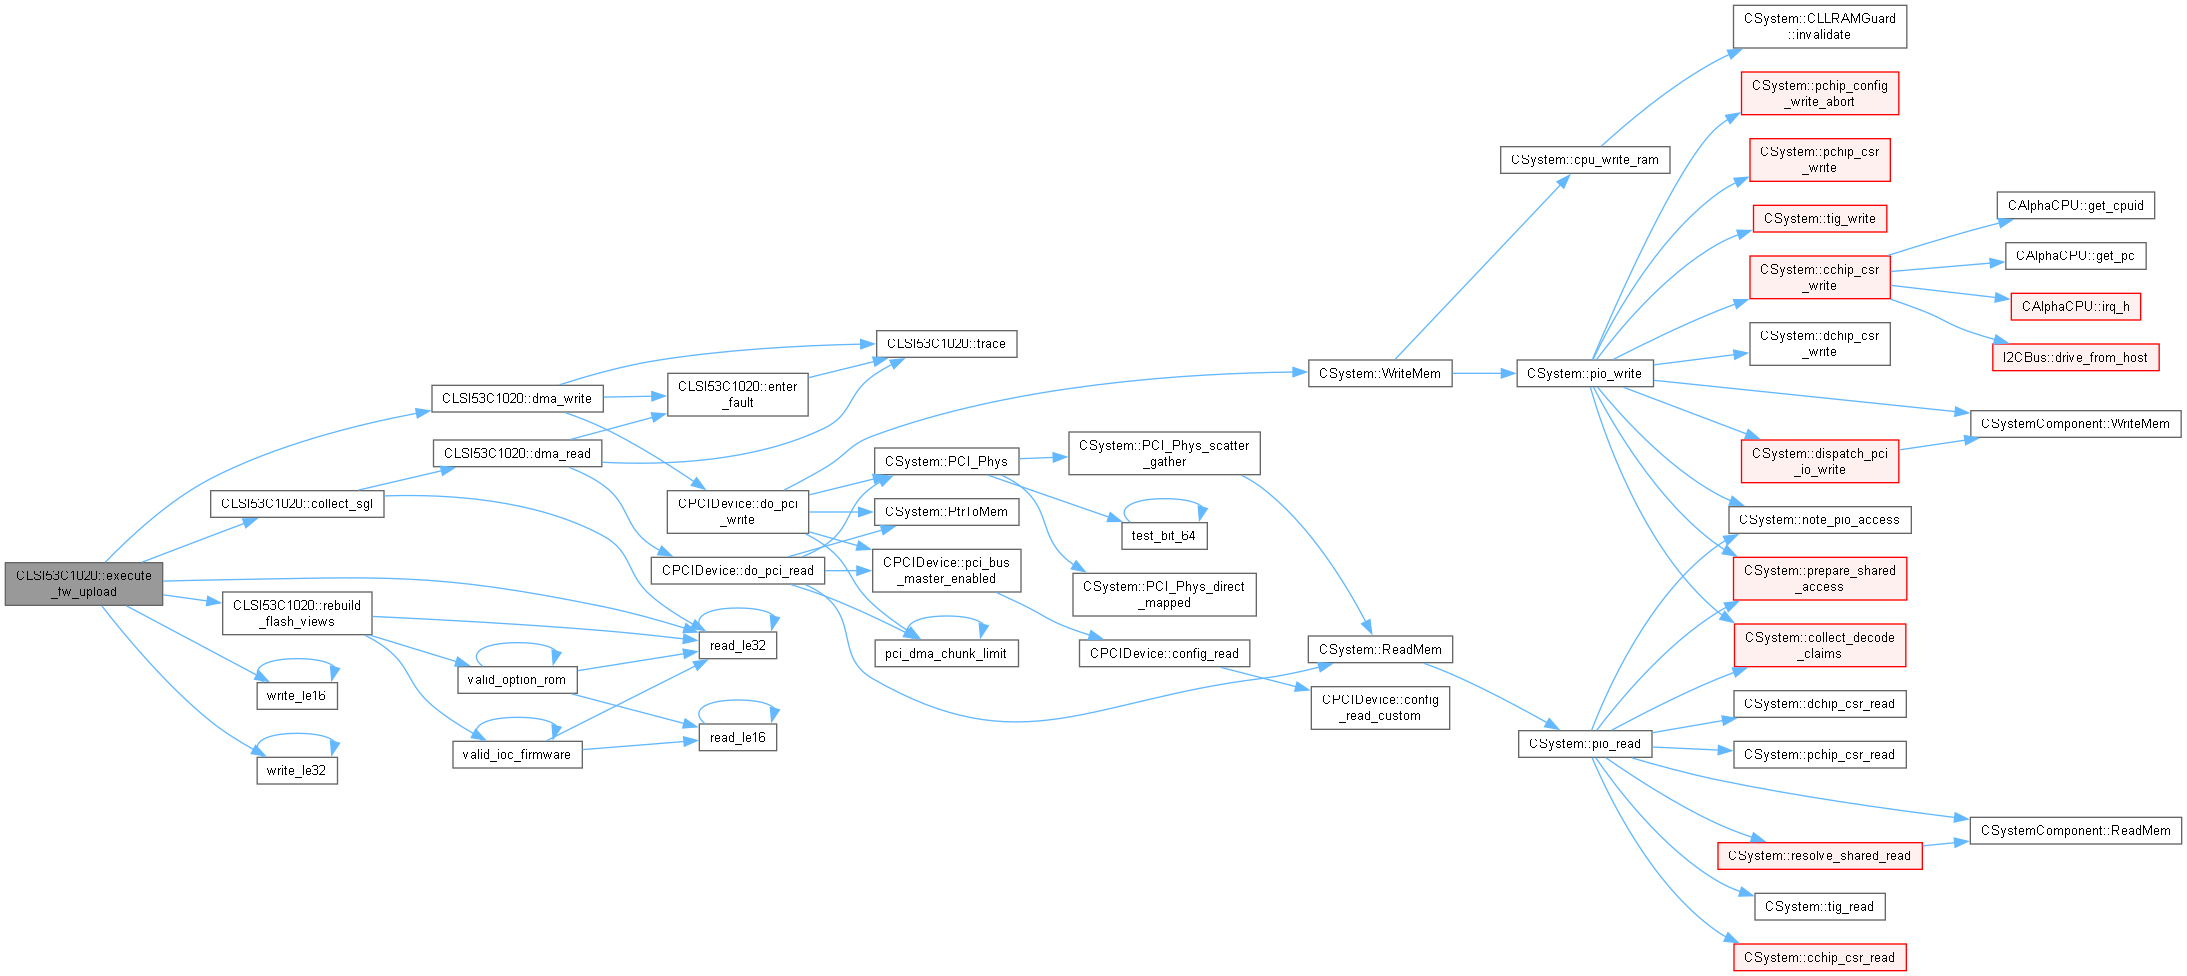 CSystem::CLLRAMGuard
::invalidate
CSystem::pchip_config
_write_abort
CSystem::cpu_write_ram
CSystem::pchip_csr
_write
CSystem::tig_write
CAlphaCPU::get_cpuid
CAlphaCPU::get_pc
CSystem::cchip_csr
_write
CAlphaCPU::irq_h
CLSI53C1020::trace
CSystem::dchip_csr
_write
I2CBus::drive_from_host
CSystem::WriteMem
CSystem::pio_write
CLSI53C1020::dma_write
CLSI53C1020::enter
_fault
CSystemComponent::WriteMem
CLSI53C1020::dma_read
CSystem::PCI_Phys
CSystem::PCI_Phys_scatter
_gather
CSystem::dispatch_pci
_io_write
CLSI53C1020::collect_sgl
CPCIDevice::do_pci
_write
CSystem::PtrToMem
test_bit_64
CSystem::note_pio_access
CLSI53C1020::execute
_fw_upload
CPCIDevice::do_pci_read
CPCIDevice::pci_bus
_master_enabled
CSystem::PCI_Phys_direct
_mapped
CSystem::prepare_shared
_access
CLSI53C1020::rebuild
_flash_views
read_le32
pci_dma_chunk_limit
CPCIDevice::config_read
CSystem::ReadMem
CSystem::collect_decode
_claims
write_le16
valid_option_rom
CPCIDevice::config
_read_custom
CSystem::dchip_csr_read
write_le32
valid_ioc_firmware
read_le16
CSystem::pio_read
CSystem::pchip_csr_read
CSystemComponent::ReadMem
CSystem::resolve_shared_read
CSystem::tig_read
CSystem::cchip_csr_read